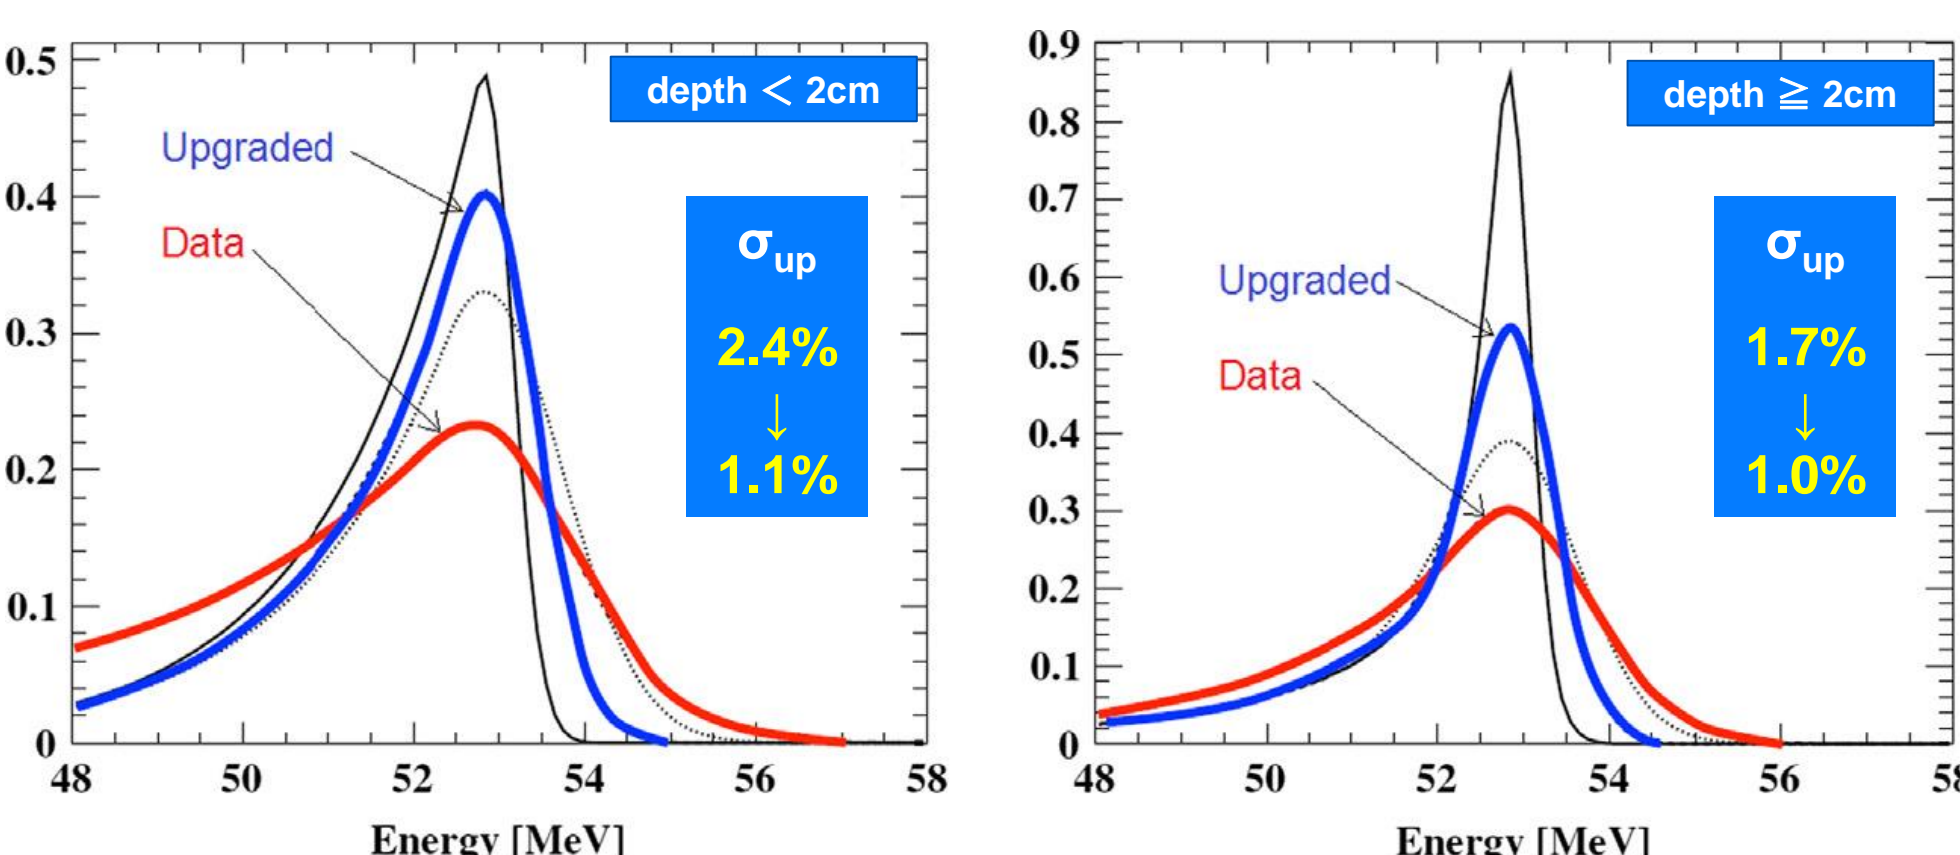 0.5
0.4
0.3
0.2
0.1
0
48 50 52 54 56 58
Energy [MeV]
depth < 2cm
Upgraded
Data
σup
2.4%
↓
1.1%
0.9
0.8
0.7
0.6
0.5
0.4
0.3
0.2
0.1
0
48 50 52 54 56 58
Energy [MeV]
depth ≧ 2cm
Upgraded
Data
σup
1.7%
↓
1.0%